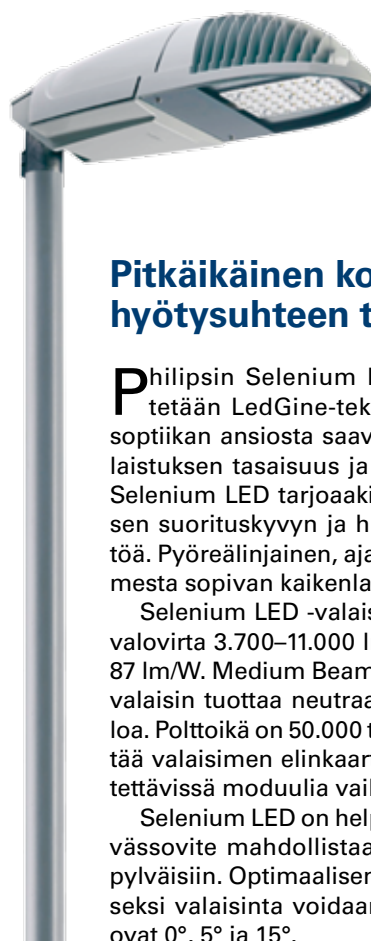 Pitkäikäinen ko
hyötysuhteen t
Philipsin Selenium
tetään LedGine-tek
soptiikan ansiosta saav
laistuksen tasaisuus ja
Selenium LED tarjoaaki
sen suorituskyvyn ja h
töä. Pyöreälinjainen, aja
mesta sopivan kaikenla
Selenium LED -valais
valovirta 3.700–11.000 l
87 lm/W. Medium Beam
valaisin tuottaa neutraa
loa. Polttoikä on 50.000 t
tää valaisimen elinkaar
tettävissä moduulia vail
Selenium LED on help
vässovite mahdollistaa
pylväisiin. Optimaalisen
seksi valaisinta voidaan
ovat 0°, 5° ja 15°.